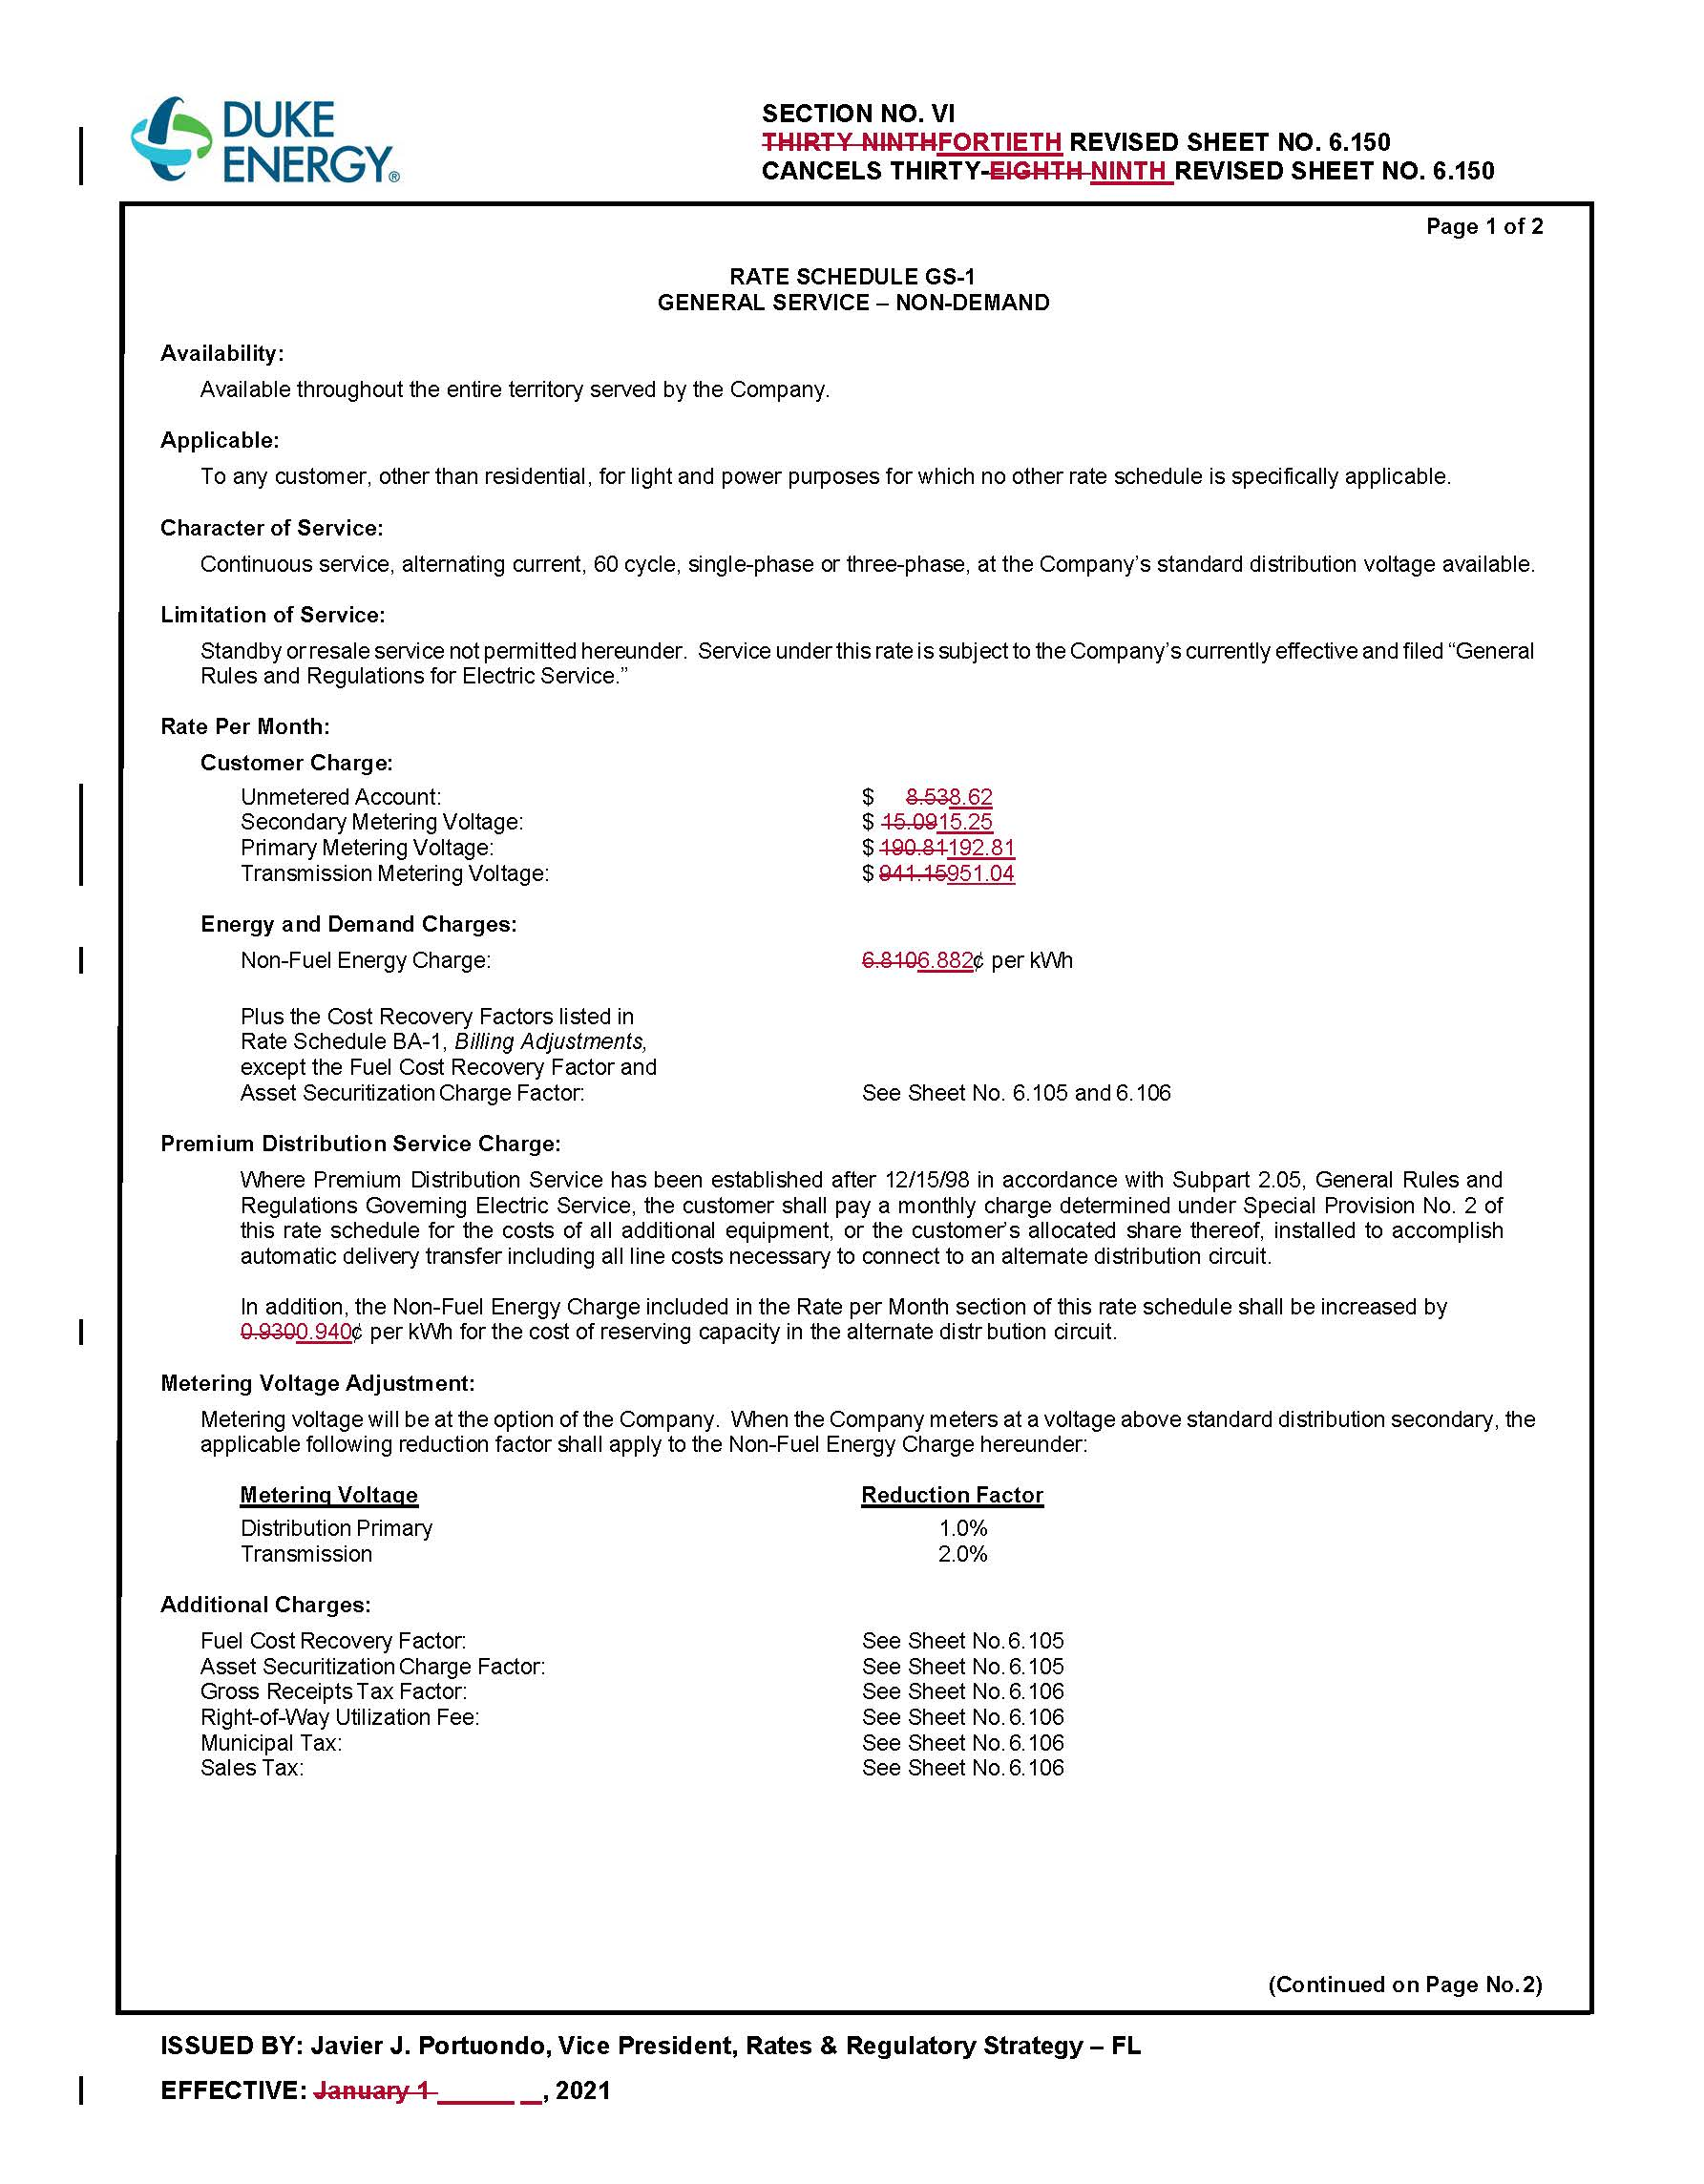 DUKE
ENERGY®
SECTION NO. VI
THIRTY-NINTHFORTIETH REVISED SHEET NO. 6.150
CANCELS THIRTY-EIGHTH NINTH REVISED SHEET NO. 6.150
Page 1 of 2
RATE SCHEDULE GS-1
GENERAL SERVICE – NON-DEMAND
Availability:
Available throughout the entire territory served by the Company.
Applicable:
To any customer, other than residential, for light and power purposes for which no other rate schedule is specifically applicable.
Character of Service:
Continuous service, alternating current, 60 cycle, single-phase or three-phase, at the Company's standard distribution voltage available.
Limitation of Service:
Standby or resale service not permitted hereunder. Service under this rate is subject to the Company's currently effective and filed “General
Rules and Regulations for Electric Service.”
Rate Per Month:
Customer Charge:
Unmetered Account: $ 8.538.62
Secondary Metering Voltage: $ 15.0915.25
Primary Metering Voltage: $ 190.81192.81
Transmission Metering Voltage: $ 941.15951.04
Energy and Demand Charges:
Non-Fuel Energy Charge: 6.8106.882¢ per kWh
Plus the Cost Recovery Factors listed in
Rate Schedule BA-1, Billing Adjustments,
except the Fuel Cost Recovery Factor and
Asset Securitization Charge Factor: See Sheet No. 6.105 and 6.106
Premium Distribution Service Charge:
Where Premium Distribution Service has been established after 12/15/98 in accordance with Subpart 2.05, General Rules and
Regulations Governing Electric Service, the customer shall pay a monthly charge determined under Special Provision No. 2 of
this rate schedule for the costs of all additional equipment, or the customer's allocated share thereof, installed to accomplish
automatic delivery transfer including all line costs necessary to connect to an alternate distribution circuit.
In addition, the Non-Fuel Energy Charge included in the Rate per Month section of this rate schedule shall be increased by
0.9300.940¢ per kWh for the cost of reserving capacity in the alternate distr bution circuit.
Metering Voltage Adjustment:
Metering voltage will be at the option of the Company. When the Company meters at a voltage above standard distribution secondary, the
applicable following reduction factor shall apply to the Non-Fuel Energy Charge hereunder:
Metering Voltage Reduction Factor
Distribution Primary 1.0%
Transmission 2.0%
Additional Charges:
Fuel Cost Recovery Factor: See Sheet No. 6.105
Asset Securitization Charge Factor: See Sheet No. 6.105
Gross Receipts Tax Factor: See Sheet No. 6.106
Right-of-Way Utilization Fee: See Sheet No. 6.106
Municipal Tax: See Sheet No. 6.106
Sales Tax: See Sheet No. 6.106
(Continued on Page No. 2)
ISSUED BY: Javier J. Portuondo, Vice President, Rates & Regulatory Strategy – FL
EFFECTIVE: January 1 ______ __, 2021